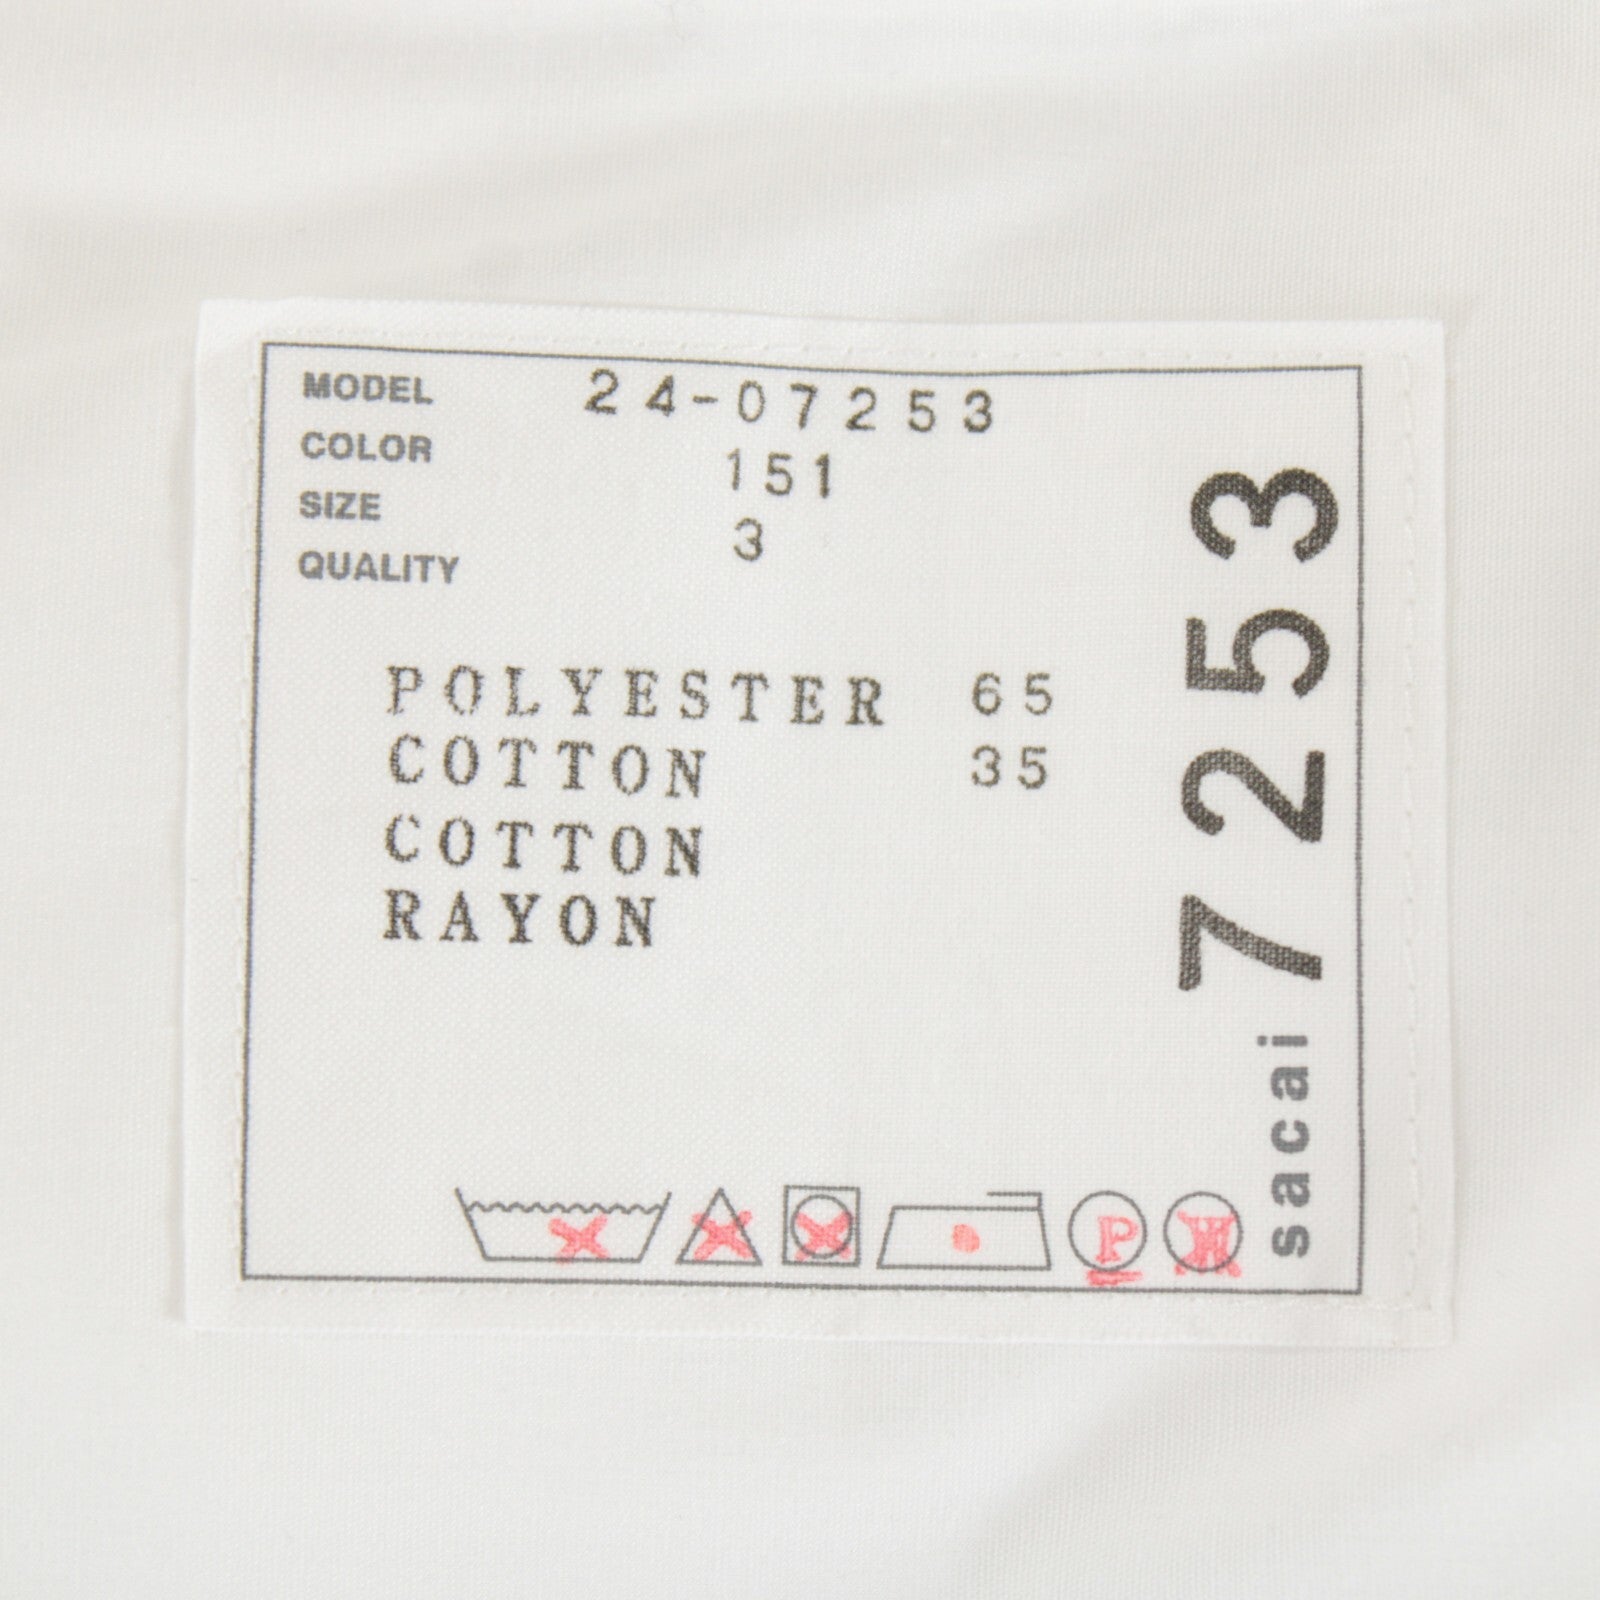 MODEL 24-07253
COLOR 151
SIZE 3
QUALITY
POLYESTER 65
COTTON 35
COTTON
RAYON
P
W
sacai 7253